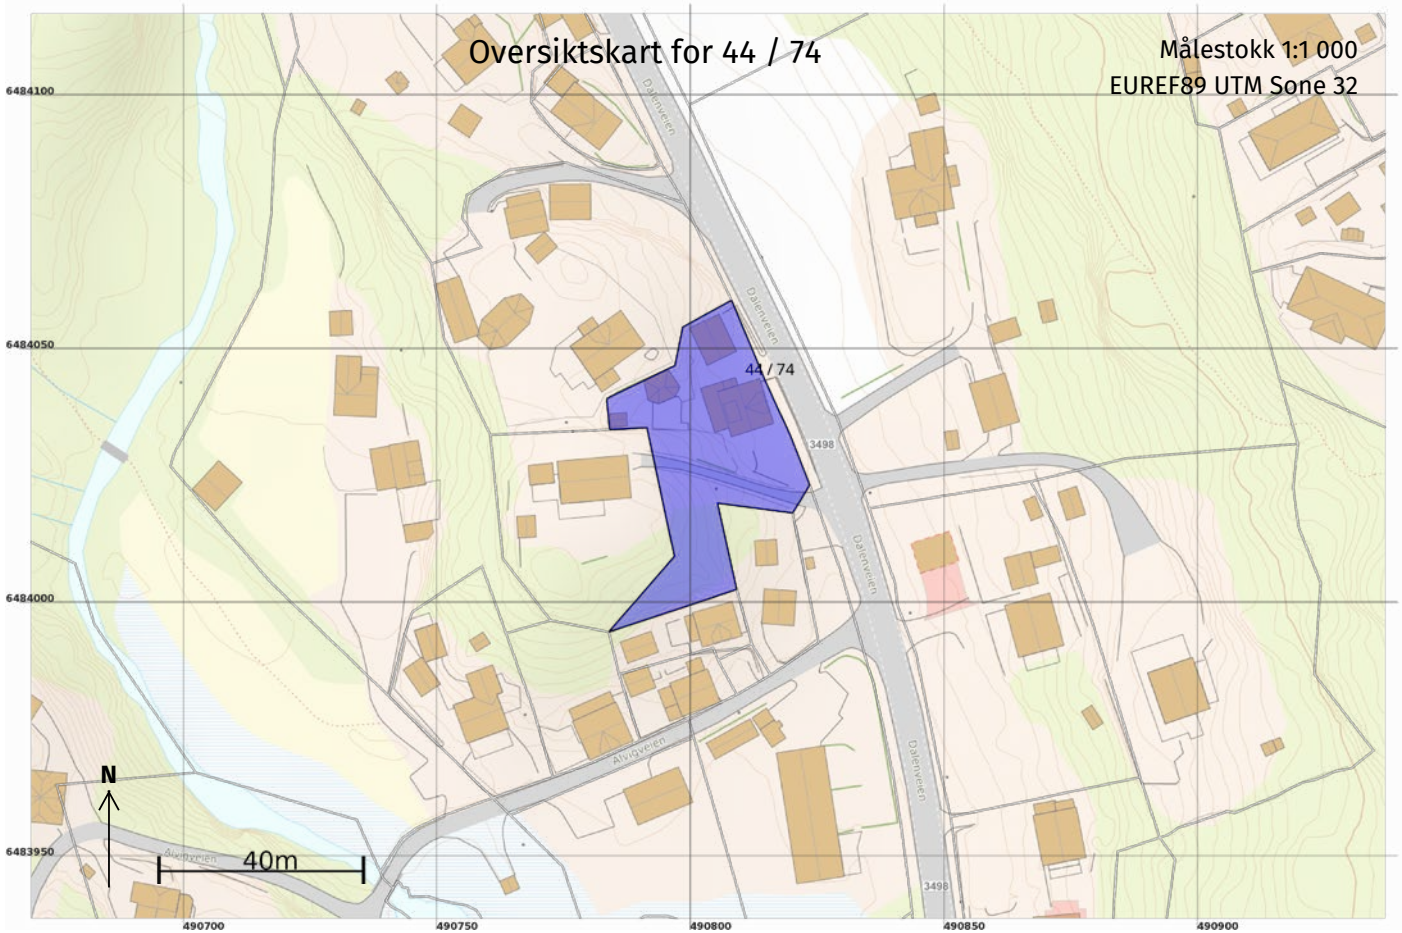 Oversiktskart for 44 / 74
Målestokk 1:1 000
EUREF89 UTM Sone 32
Dalenveien
6484100
Dalenveien
6484050
44 / 74
3498
Dalenveien
6484000
Dalenveien
Alvigveien
N
6483950
Alvigveien
40m
3498
490700
490750
490800
490850
490900